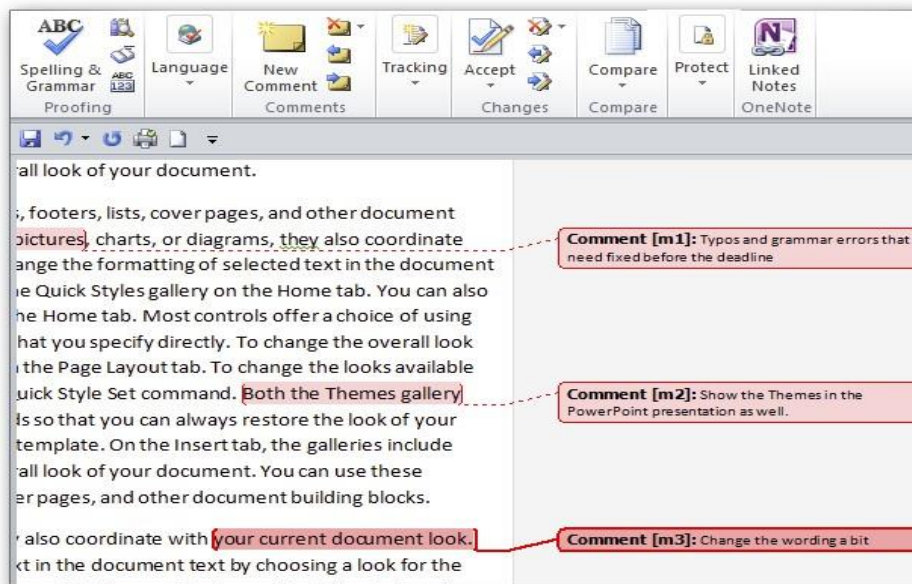 ABC
Spelling & Grammar
ABC
123
Proofing
Language
New Comment
Comments
Tracking
Accept
Changes
Compare
Compare
Protect
N
Linked Notes
OneNote
all look of your document.
s, footers, lists, cover pages, and other document
pictures, charts, or diagrams, they also coordinate
Comment [m1]: Typos and grammar errors that
need fixed before the deadline
ange the formatting of selected text in the document
e Quick Styles gallery on the Home tab. You can also
he Home tab. Most controls offer a choice of using
hat you specify directly. To change the overall look
the Page Layout tab. To change the looks available
uick Style Set command. Both the Themes gallery
Comment [m2]: Show the Themes in the
PowerPoint presentation as well.
ds so that you can always restore the look of your
template. On the Insert tab, the galleries include
all look of your document. You can use these
er pages, and other document building blocks.
also coordinate with your current document look.
Comment [m3]: Change the wording a bit
xt in the document text by choosing a look for the